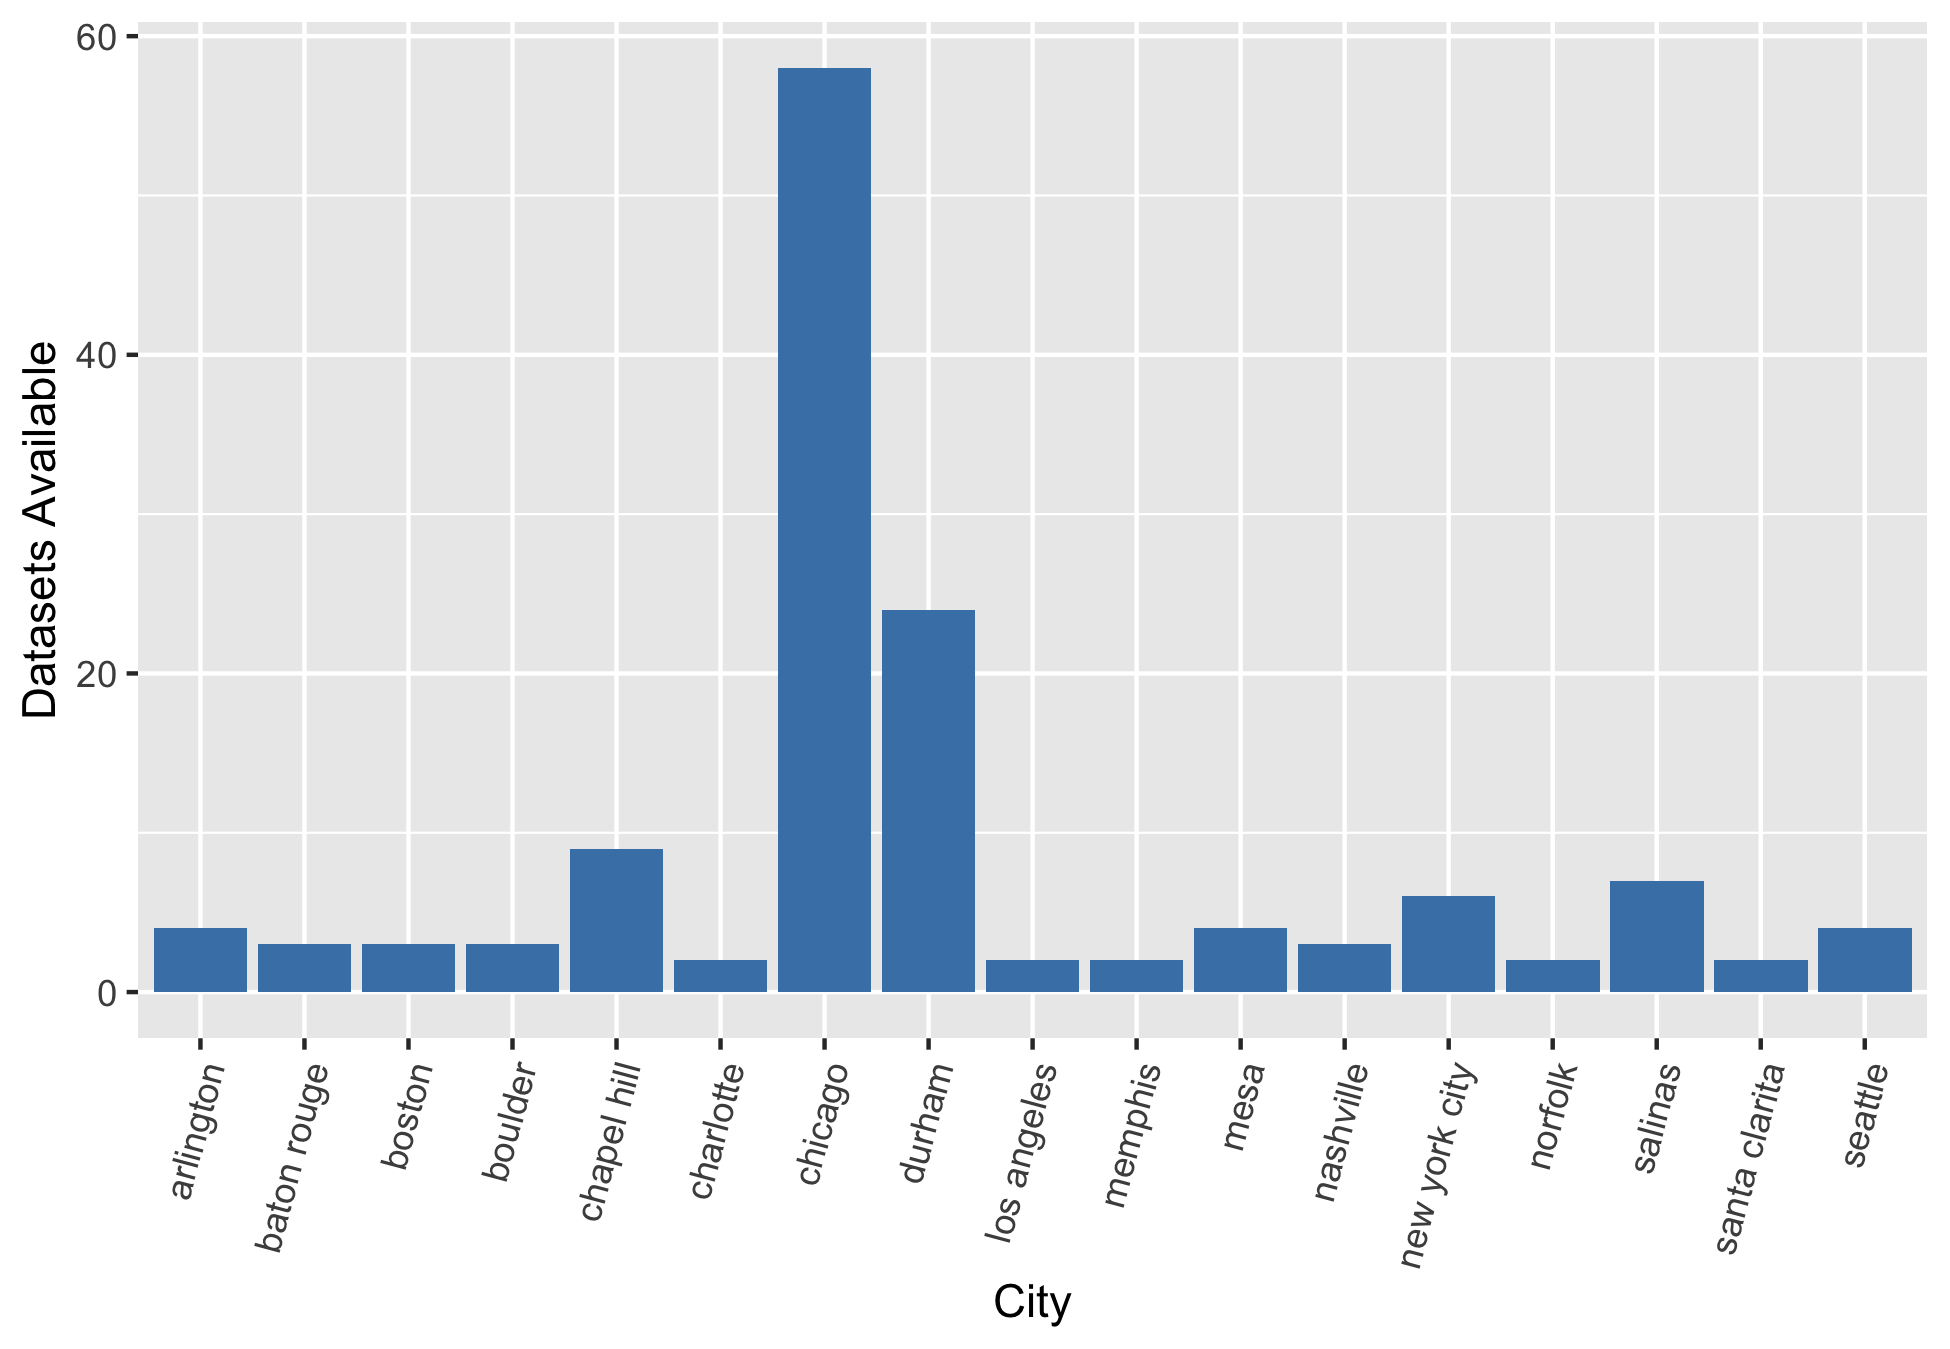 60
40
20
0
Datasets Available
arlington
baton rouge
boston
boulder
chapel hill
charlotte
chicago
durham
los angeles
memphis
mesa
nashville
new york city
norfolk
salinas
santa clarita
seattle
City